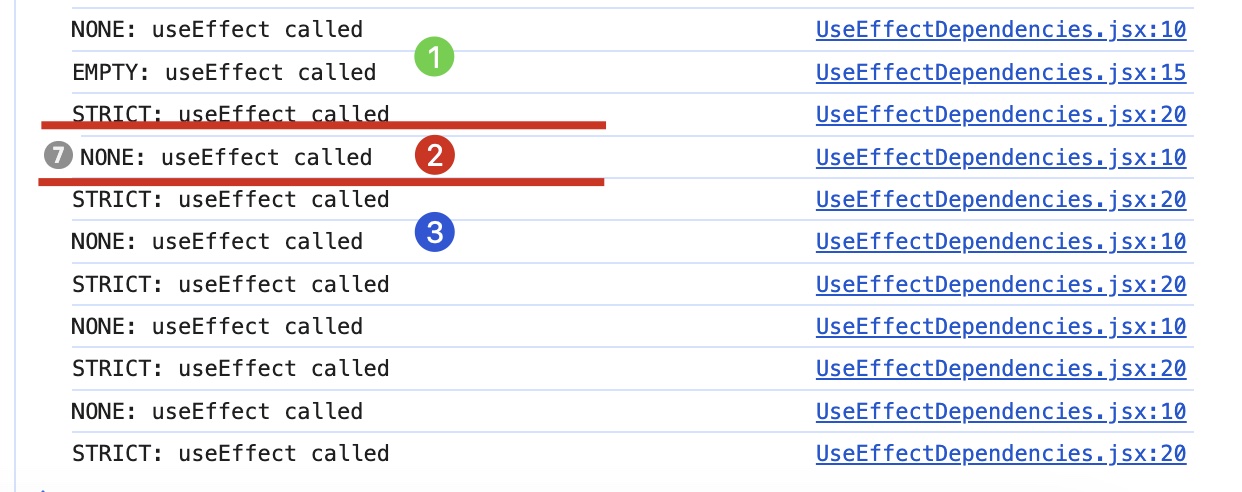 NONE: useEffect called UseEffectDependencies.jsx:10
1
EMPTY: useEffect called UseEffectDependencies.jsx:15
STRICT: useEffect called UseEffectDependencies.jsx:20
7 NONE: useEffect called 2 UseEffectDependencies.jsx:10
STRICT: useEffect called UseEffectDependencies.jsx:20
3
NONE: useEffect called UseEffectDependencies.jsx:10
STRICT: useEffect called UseEffectDependencies.jsx:20
NONE: useEffect called UseEffectDependencies.jsx:10
STRICT: useEffect called UseEffectDependencies.jsx:20
NONE: useEffect called UseEffectDependencies.jsx:10
STRICT: useEffect called UseEffectDependencies.jsx:20